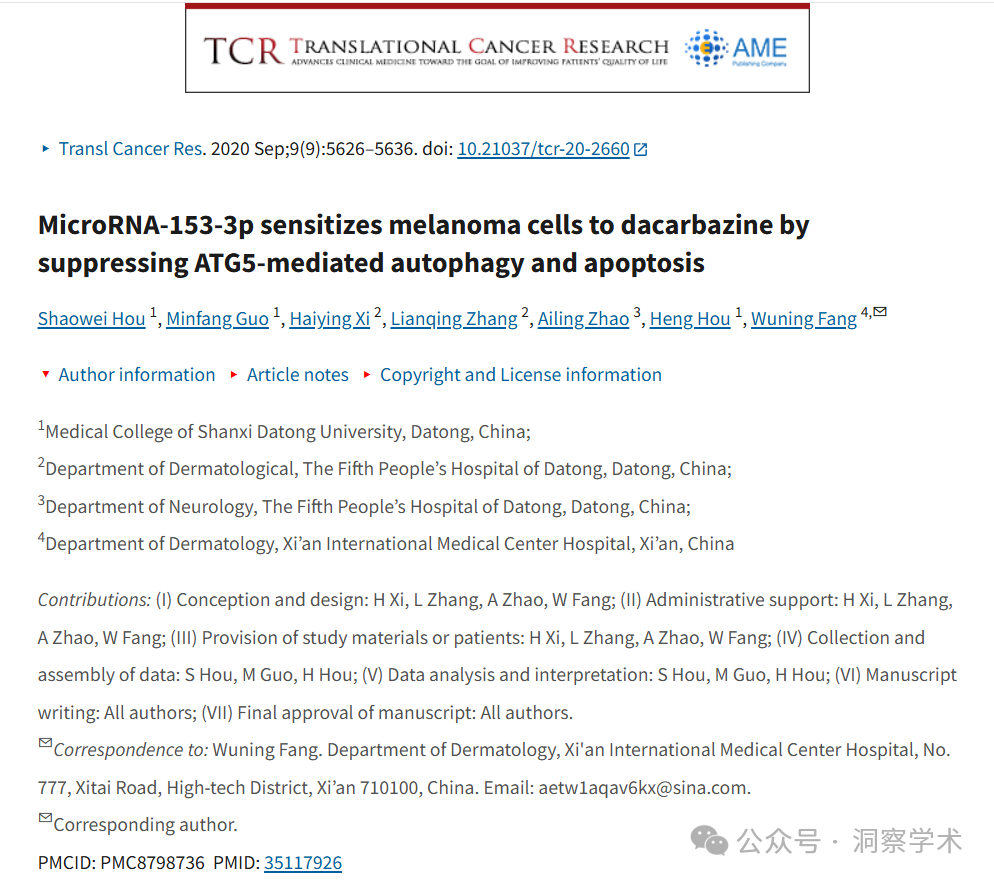 TCR TRANSLATIONAL CANCER RESEARCH
ADVANCES CLINICAL MEDICINE TOWARD THE GOAL OF IMPROVING PATIENTS' QUALITY OF LIFE
AME
Publishing Company
Transl Cancer Res. 2020 Sep;9(9):5626–5636. doi: 10.21037/tcr-20-2660
MicroRNA-153-3p sensitizes melanoma cells to dacarbazine by
suppressing ATG5-mediated autophagy and apoptosis
Shaowei Hou 1, Minfang Guo 1, Haiying Xi 2, Lianqing Zhang 2, Ailing Zhao 3, Heng Hou 1, Wuning Fang 4,✉
Author information Article notes Copyright and License information
1Medical College of Shanxi Datong University, Datong, China;
2Department of Dermatological, The Fifth People’s Hospital of Datong, Datong, China;
3Department of Neurology, The Fifth People’s Hospital of Datong, Datong, China;
4Department of Dermatology, Xi’an International Medical Center Hospital, Xi’an, China
Contributions: (I) Conception and design: H Xi, L Zhang, A Zhao, W Fang; (II) Administrative support: H Xi, L Zhang,
A Zhao, W Fang; (III) Provision of study materials or patients: H Xi, L Zhang, A Zhao, W Fang; (IV) Collection and
assembly of data: S Hou, M Guo, H Hou; (V) Data analysis and interpretation: S Hou, M Guo, H Hou; (VI) Manuscript
writing: All authors; (VII) Final approval of manuscript: All authors.
✉Correspondence to: Wuning Fang. Department of Dermatology, Xi'an International Medical Center Hospital, No.
777, Xitai Road, High-tech District, Xi’an 710100, China. Email: aetw1aqav6kx@sina.com.
✉Corresponding author.
PMCID: PMC8798736 PMID: 35117926
公众号 · 洞察学术